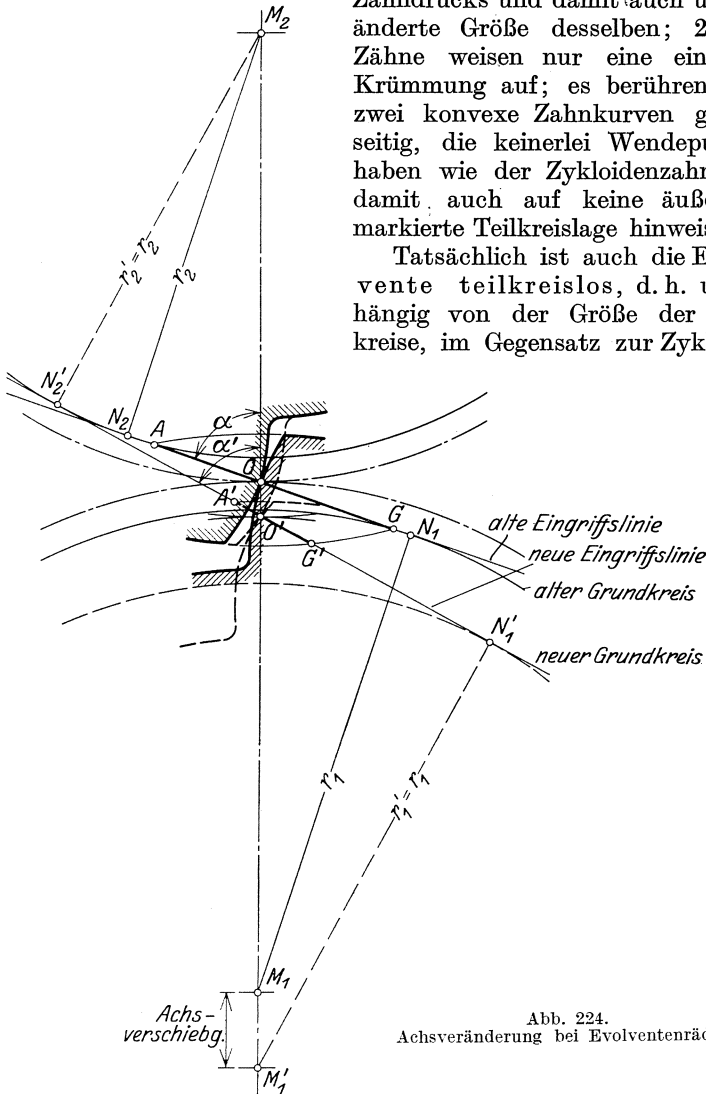 Zahndrucks und damit auch u
änderte Größe desselben; 2
Zähne weisen nur eine ein
Krümmung auf; es berühren
zwei konvexe Zahnkurven g
seitig, die keinerlei Wendepu
haben wie der Zykloidenzahn
damit auch auf keine äuße
markierte Teilkreislage hinweis
Tatsächlich ist auch die E
vente teilkreislos, d. h. u
hängig von der Größe der
kreise, im Gegensatz zur Zyk
M₂
r₂' = r₂
r₂
N₂'
N₂
A
α
α'
O
A'
O'
G
N₁
G'
alte Eingriffslinie
neue Eingriffslinie
alter Grundkreis
N₁'
neuer Grundkreis
r₁
r₁' = r₁
M₁
Achs-
verschiebg.
M₁'
Abb. 224.
Achsveränderung bei Evolventenräd